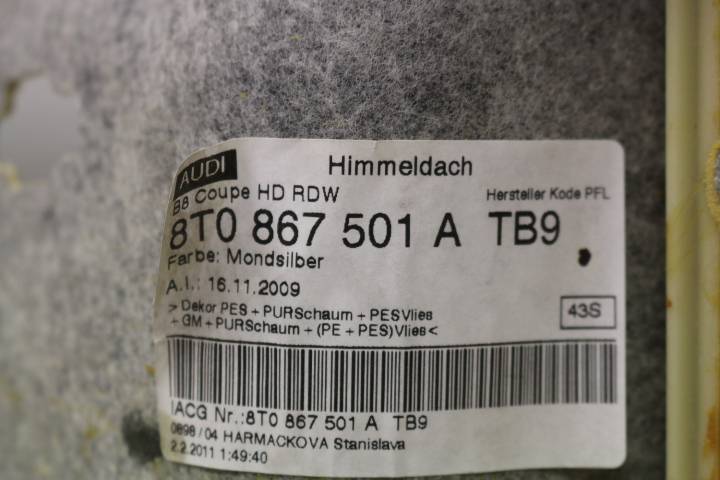 AUDI
Himmeldach
B8 Coupe HD RDW
Hersteller Kode PFL
8T0 867 501 A TB9
Farbe: Mondsilber
A.I.: 16.11.2009
> Dekor PES + PURSchaum + PESVlies
+ GM + PURSchaum + (PE + PES)Vlies <
43S
IACG Nr.:8T0 867 501 A TB9
0898 / 04 HARMACKOVA Stanislava
2.2.2011 1:49:40